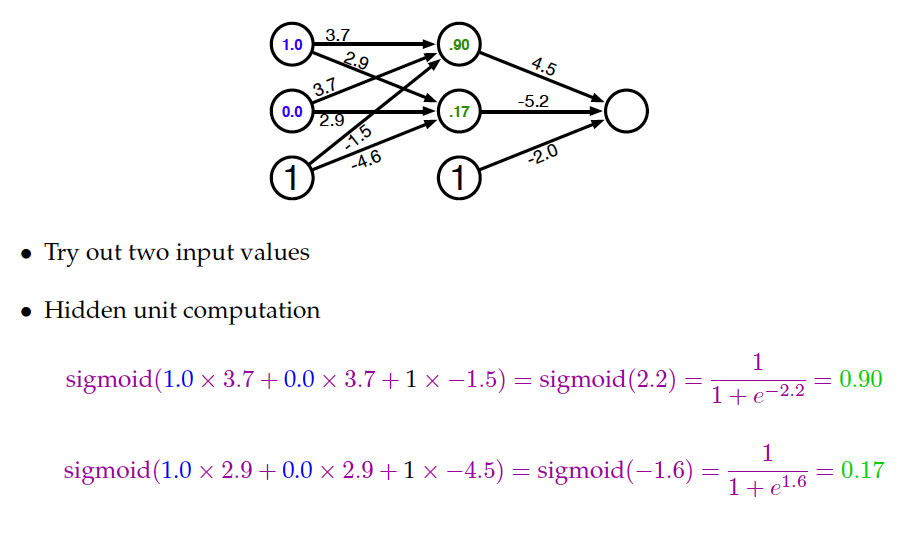 1.0 3.7 .90
2.9 4.5
3.7
0.0 2.9 .17 -5.2
-1.5
-4.6 -2.0
1 1
• Try out two input values
• Hidden unit computation
sigmoid(1.0 × 3.7 + 0.0 × 3.7 + 1 × −1.5) = sigmoid(2.2) = 1 / (1 + e^−2.2) = 0.90
sigmoid(1.0 × 2.9 + 0.0 × 2.9 + 1 × −4.5) = sigmoid(−1.6) = 1 / (1 + e^1.6) = 0.17